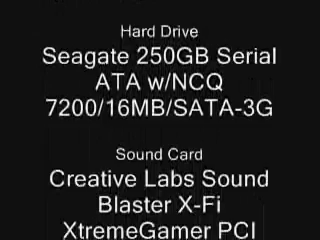 Hard Drive
Seagate 250GB Serial
ATA w/NCQ
7200/16MB/SATA-3G
Sound Card
Creative Labs Sound
Blaster X-Fi
XtremeGamer PCI